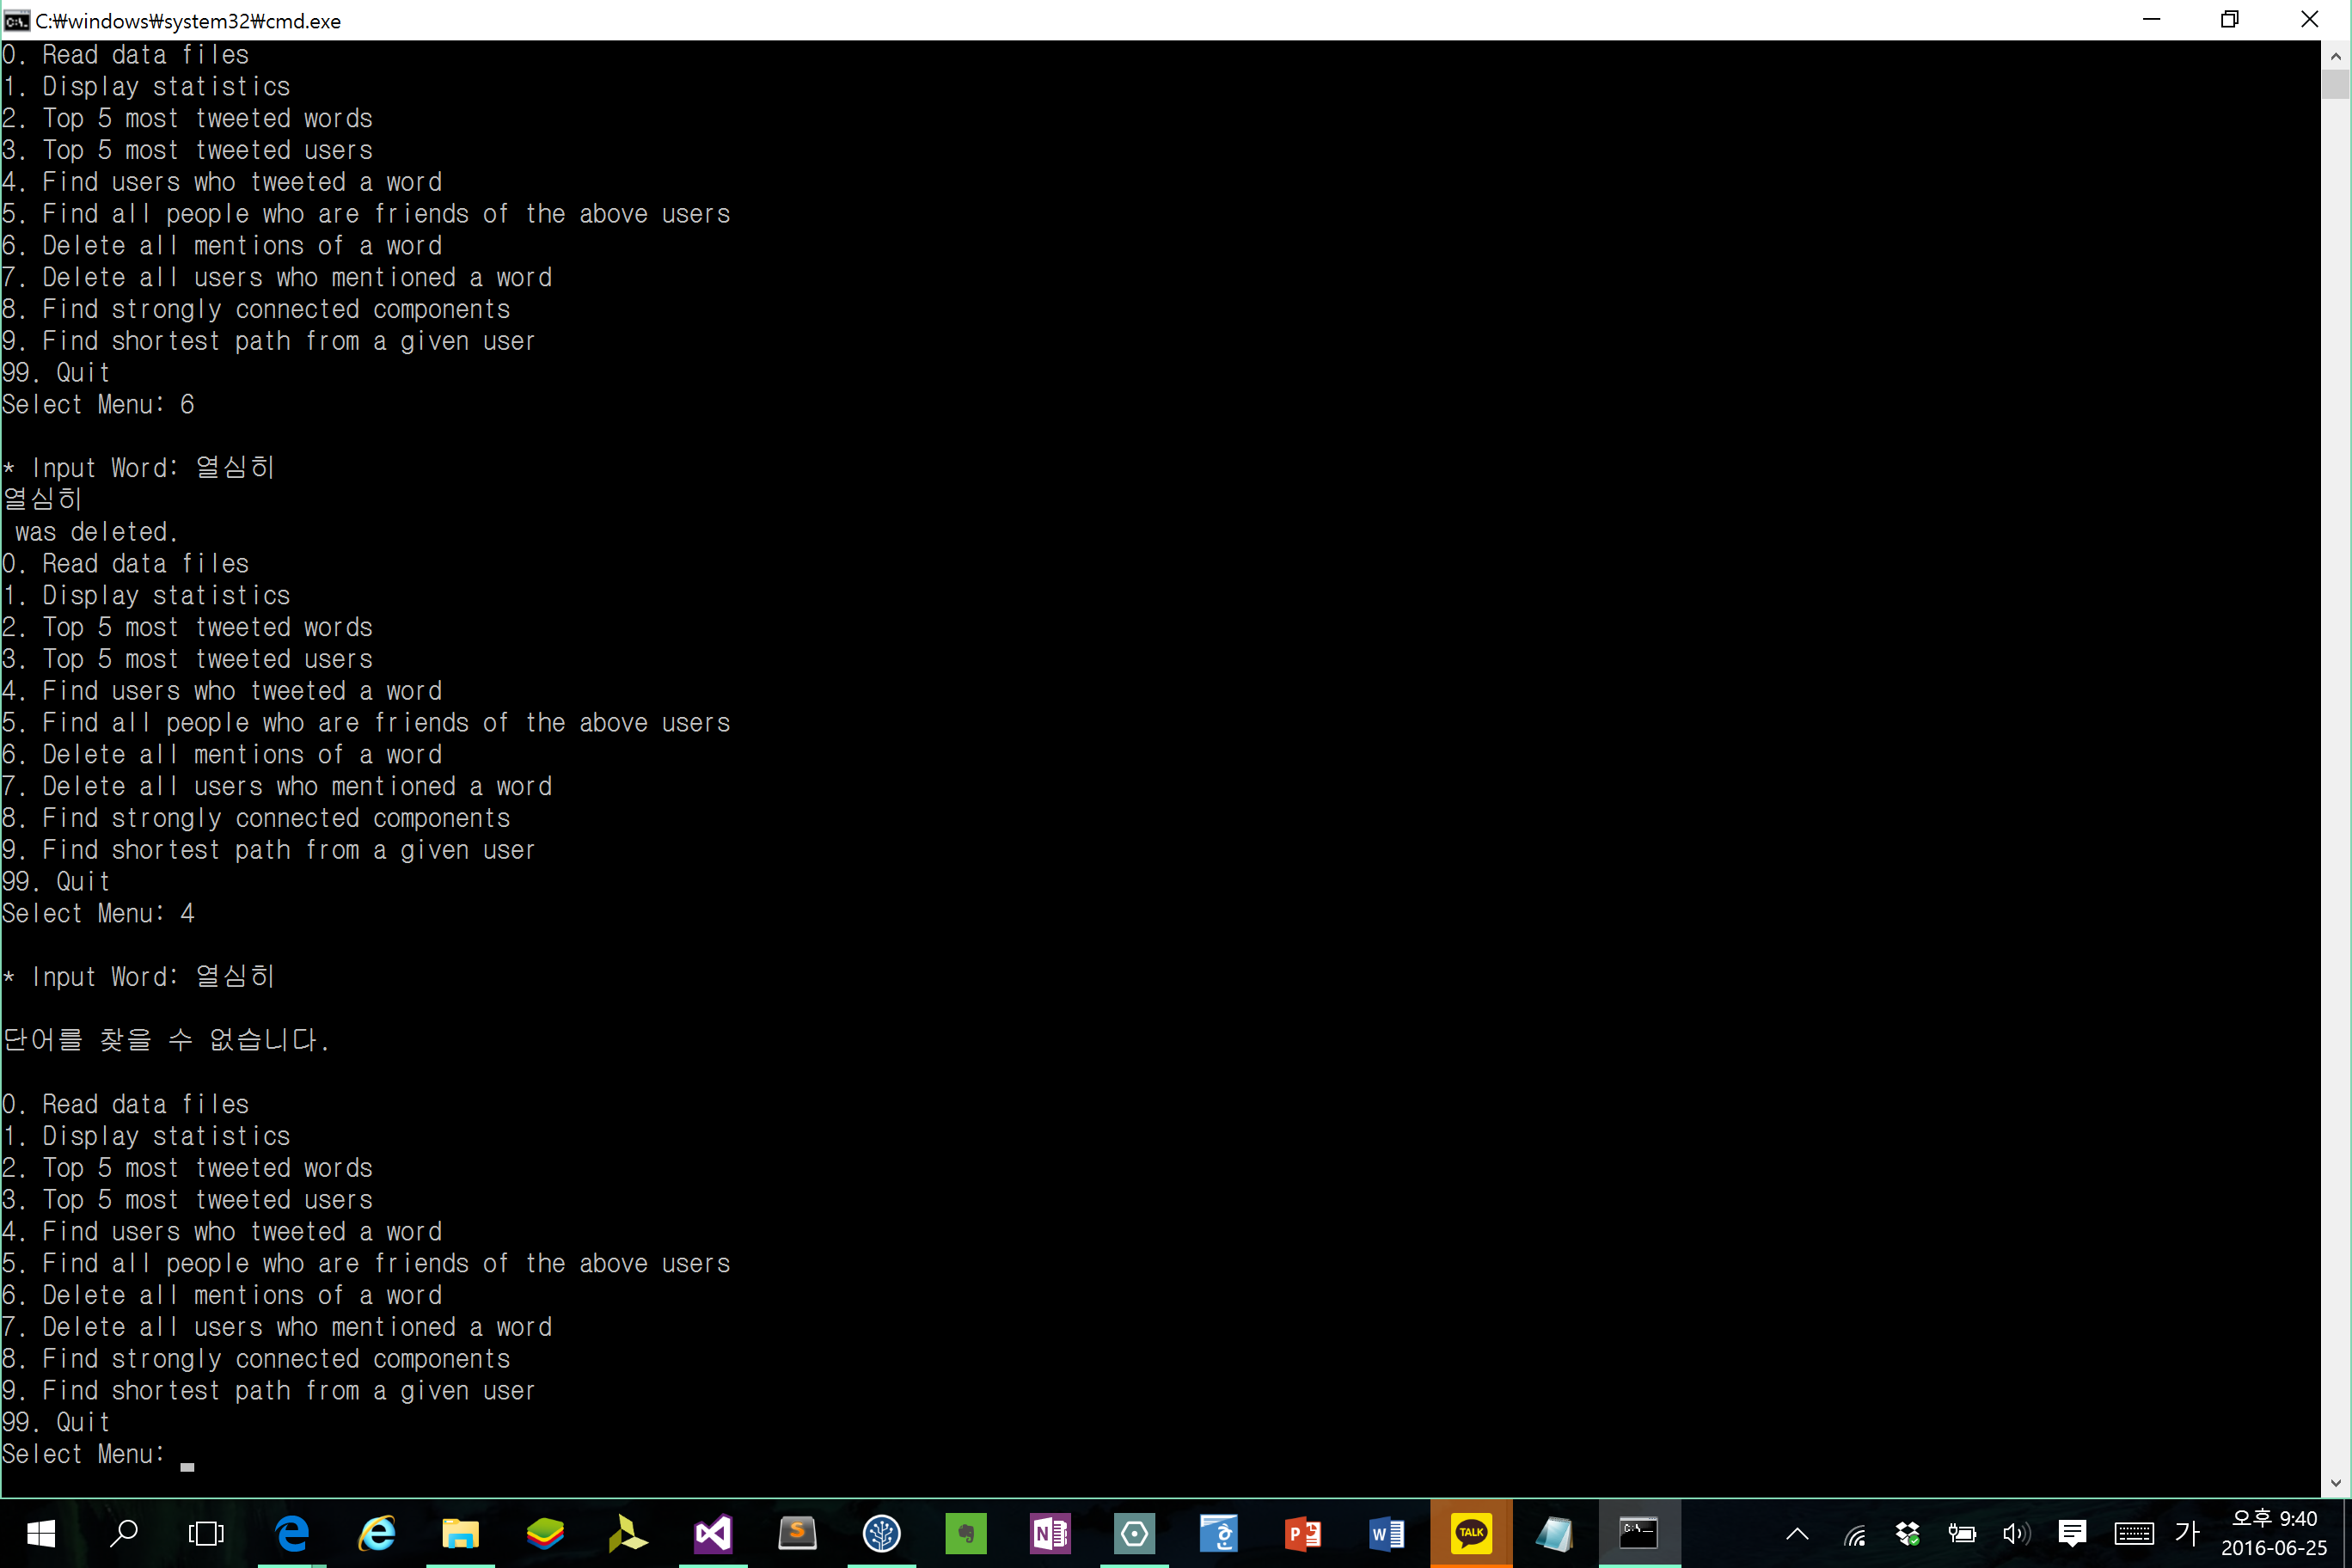 C:₩windows₩system32₩cmd.exe
0. Read data files
1. Display statistics
2. Top 5 most tweeted words
3. Top 5 most tweeted users
4. Find users who tweeted a word
5. Find all people who are friends of the above users
6. Delete all mentions of a word
7. Delete all users who mentioned a word
8. Find strongly connected components
9. Find shortest path from a given user
99. Quit
Select Menu: 6
* Input Word: 열심히
열심히
was deleted.
0. Read data files
1. Display statistics
2. Top 5 most tweeted words
3. Top 5 most tweeted users
4. Find users who tweeted a word
5. Find all people who are friends of the above users
6. Delete all mentions of a word
7. Delete all users who mentioned a word
8. Find strongly connected components
9. Find shortest path from a given user
99. Quit
Select Menu: 4
* Input Word: 열심히
단어를 찾을 수 없습니다.
0. Read data files
1. Display statistics
2. Top 5 most tweeted words
3. Top 5 most tweeted users
4. Find users who tweeted a word
5. Find all people who are friends of the above users
6. Delete all mentions of a word
7. Delete all users who mentioned a word
8. Find strongly connected components
9. Find shortest path from a given user
99. Quit
Select Menu:
TALK
가
오후 9:40
2016-06-25